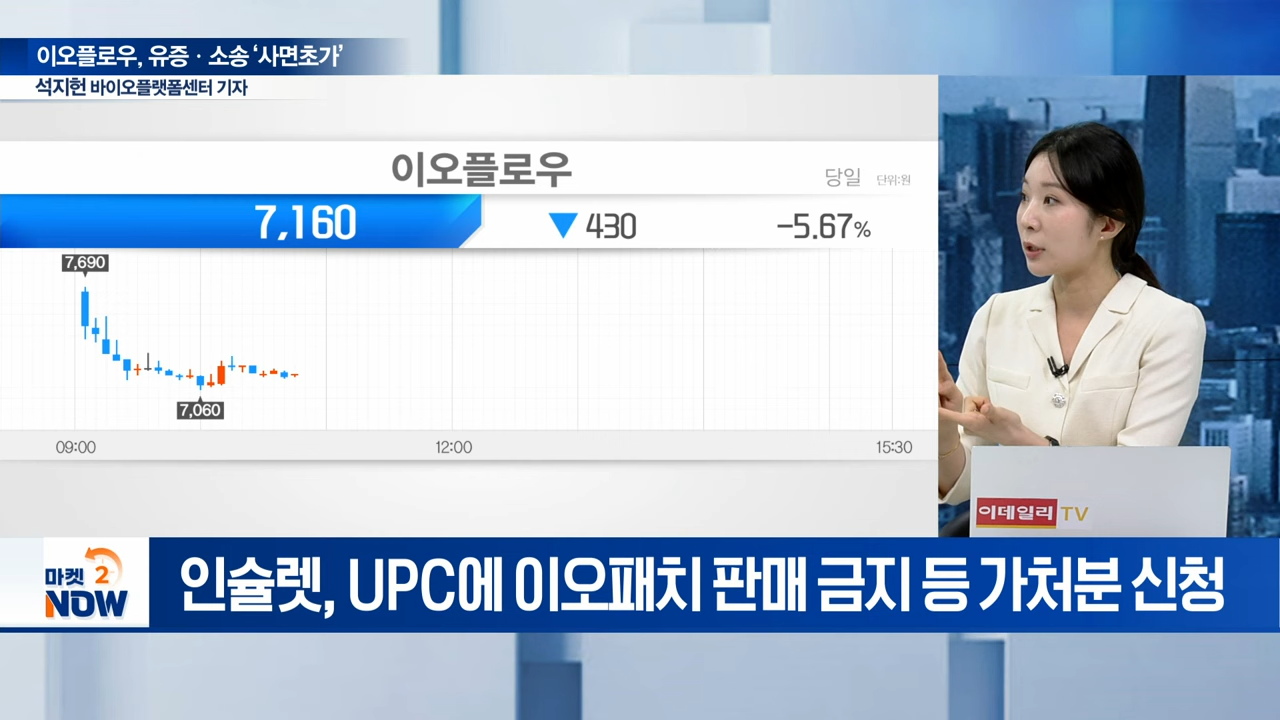 이오플로우, 유증·소송 ‘사면초가’
석지헌 바이오플랫폼센터 기자
이오플로우
당일 단위:원
7,160 ▼430 -5.67%
7,690
7,060
09:00 12:00 15:30
이데일리 TV
마켓 2
NOW
인슐렛, UPC에 이오패치 판매 금지 등 가처분 신청